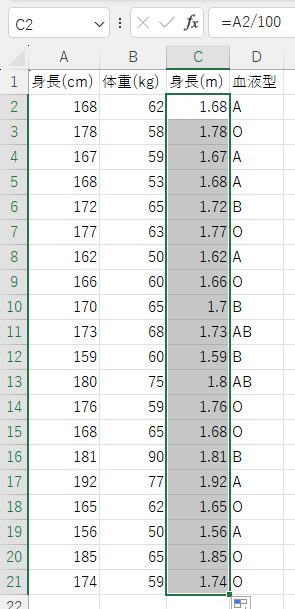 C2 fx =A2/100
A B C D
1 身長(cm) 体重(kg) 身長(m) 血液型
2 168 62 1.68 A
3 178 58 1.78 O
4 167 59 1.67 A
5 168 53 1.68 A
6 172 65 1.72 B
7 177 63 1.77 O
8 162 50 1.62 A
9 166 60 1.66 O
10 170 65 1.7 B
11 173 68 1.73 AB
12 159 60 1.59 B
13 180 75 1.8 AB
14 176 59 1.76 O
15 168 65 1.68 O
16 181 90 1.81 B
17 192 77 1.92 A
18 165 62 1.65 O
19 156 50 1.56 A
20 185 65 1.85 O
21 174 59 1.74 O
22